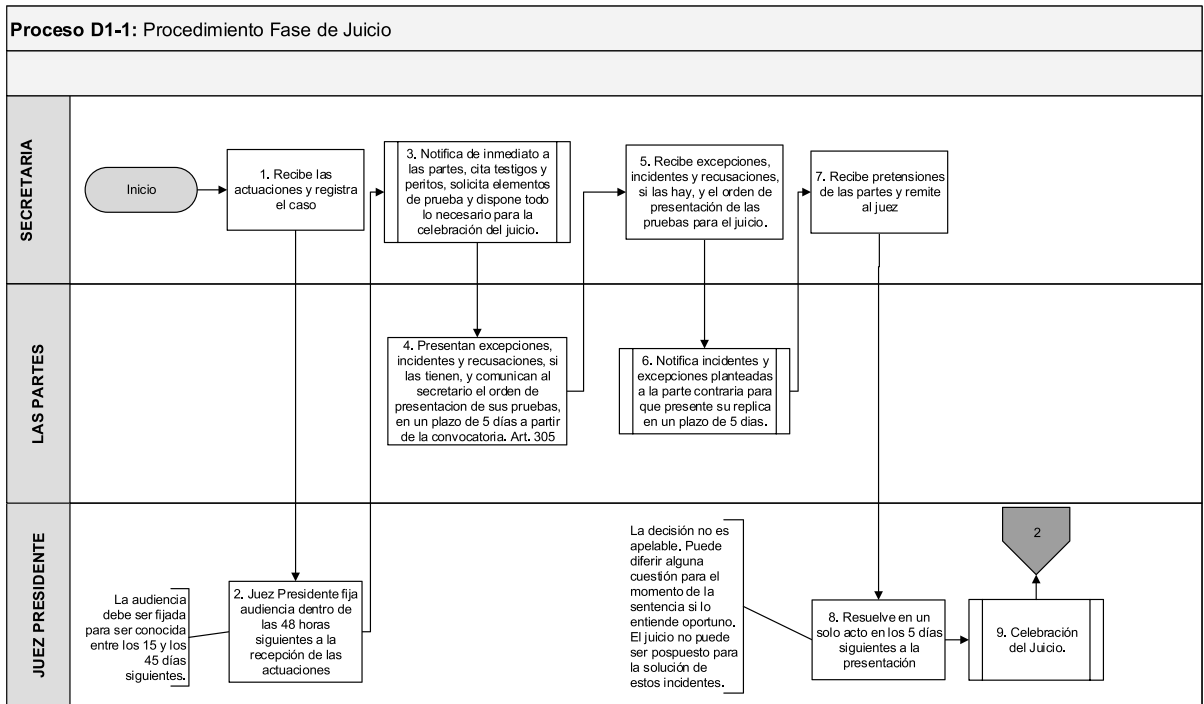 Proceso D1-1: Procedimiento Fase de Juicio
SECRETARIA
Inicio
1. Recibe las
actuaciones y registra
el caso
3. Notifica de inmediato a
las partes, cita testigos y
peritos, solicita elementos
de prueba y dispone todo
lo necesario para la
celebración del juicio.
5. Recibe excepciones,
incidentes y recusaciones,
si las hay, y el orden de
presentación de las
pruebas para el juicio.
7. Recibe pretensiones
de las partes y remite
al juez
LAS PARTES
4. Presentan excepciones,
incidentes y recusaciones, si
las tienen, y comunican al
secretario el orden de
presentacion de sus pruebas,
en un plazo de 5 días a partir
de la convocatoria. Art. 305
6. Notifica incidentes y
excepciones planteadas
a la parte contraria para
que presente su replica
en un plazo de 5 dias.
JUEZ PRESIDENTE
La audiencia
debe ser fijada
para ser conocida
entre los 15 y los
45 días
siguientes.
2. Juez Presidente fija
audiencia dentro de
las 48 horas
siguientes a la
recepción de las
actuaciones
La decisión no es
apelable. Puede
diferir alguna
cuestión para el
momento de la
sentencia si lo
entiende oportuno.
El juicio no puede
ser pospuesto para
la solución de
estos incidentes.
8. Resuelve en un
solo acto en los 5 días
siguientes a la
presentación
2
9. Celebración
del Juicio.